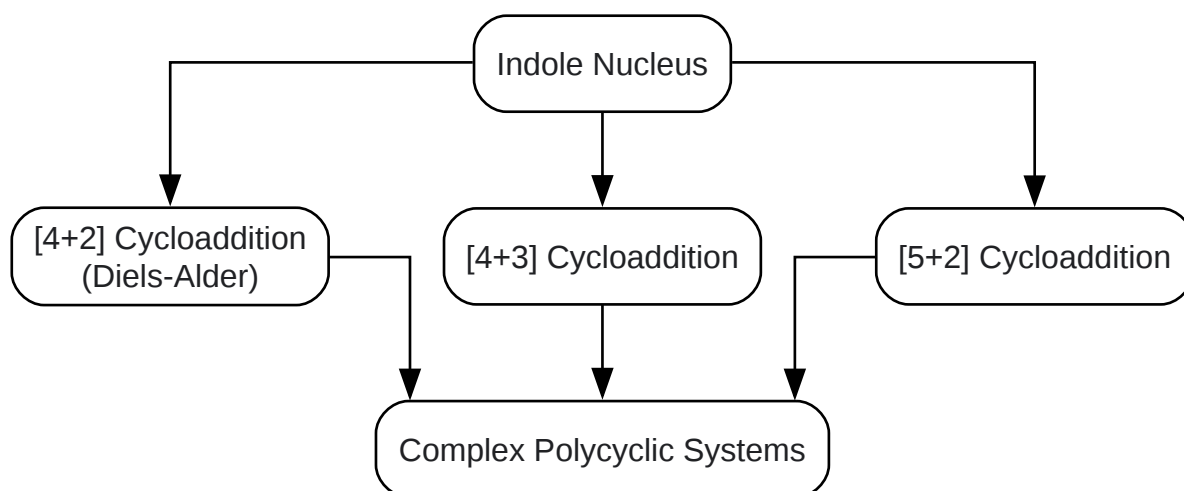 Indole Nucleus
[4+2] Cycloaddition
(Diels-Alder)
[4+3] Cycloaddition
[5+2] Cycloaddition
Complex Polycyclic Systems